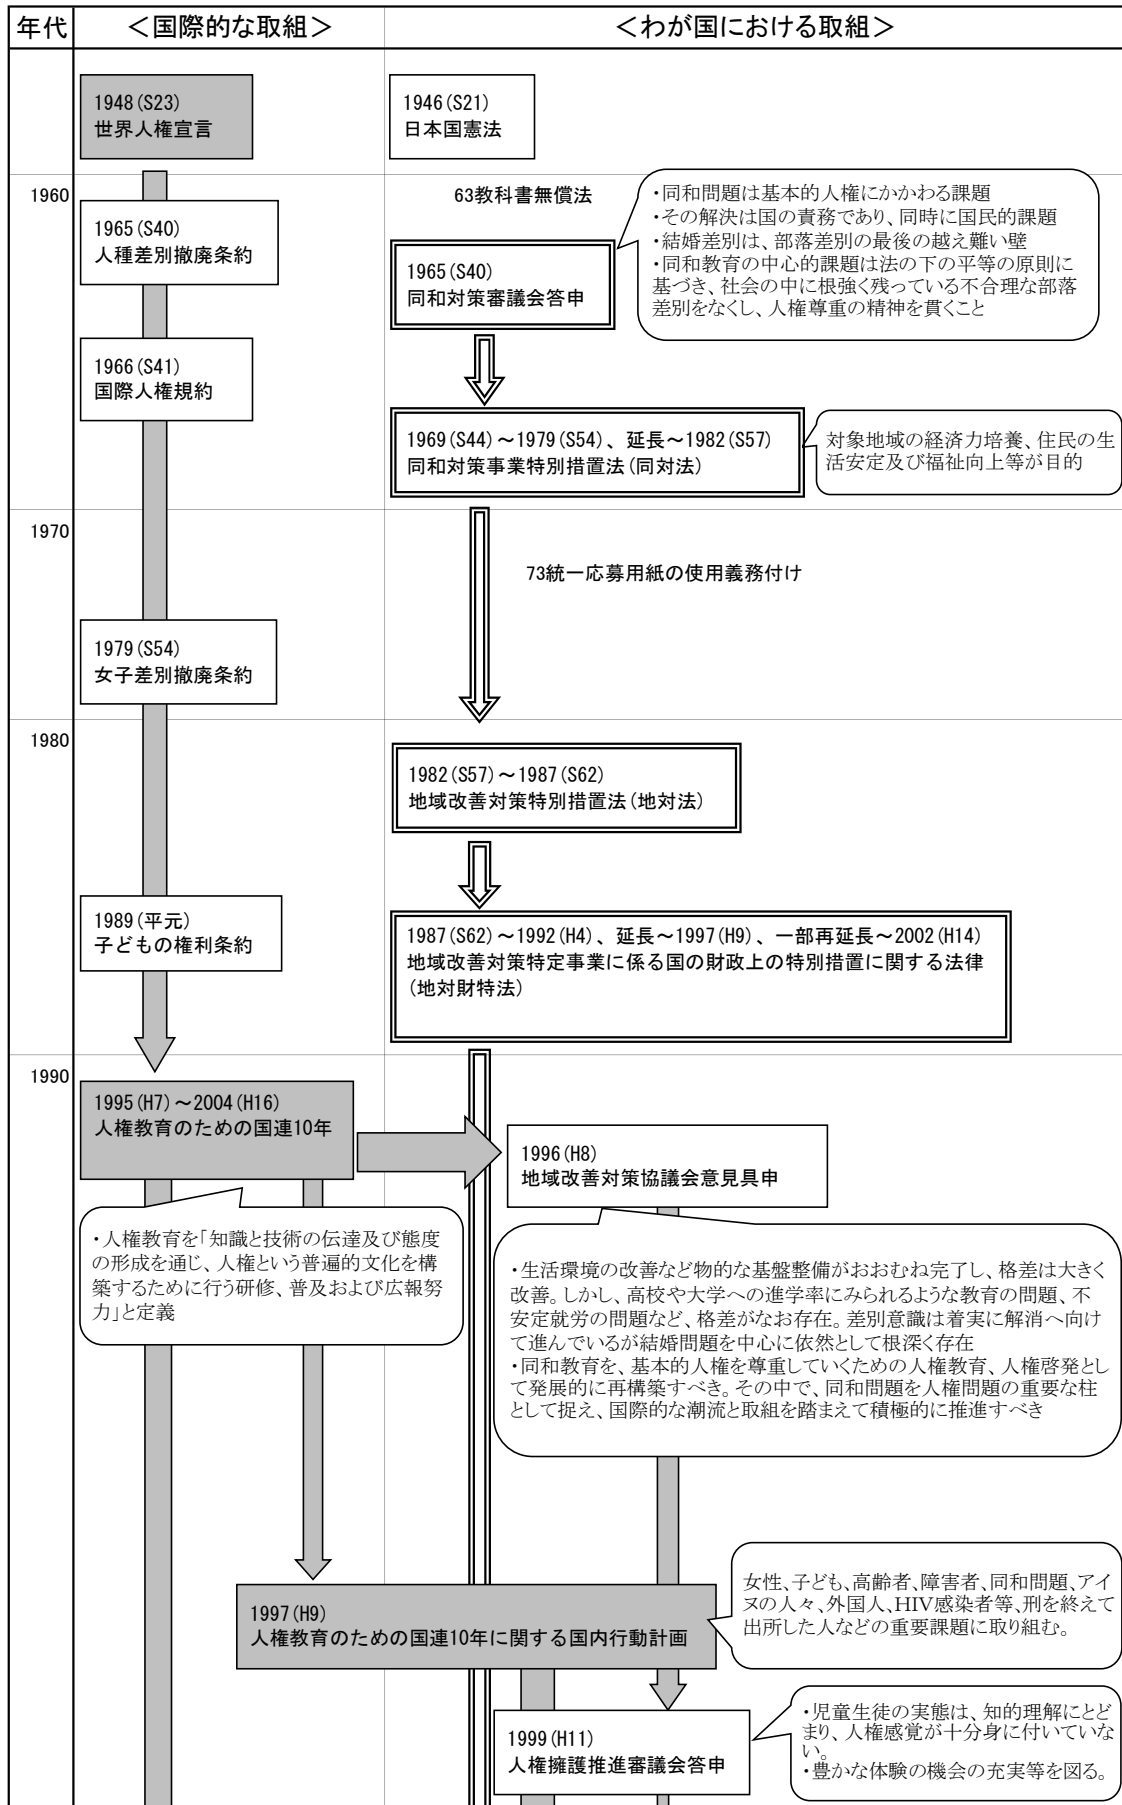 年代
＜国際的な取組＞
＜わが国における取組＞
1948(S23)
世界人権宣言
1946(S21)
日本国憲法
1960
63教科書無償法
・同和問題は基本的人権にかかわる課題
・その解決は国の責務であり、同時に国民的課題
・結婚差別は、部落差別の最後の越え難い壁
・同和教育の中心的課題は法の下の平等の原則に
基づき、社会の中に根強く残っている不合理な部落
差別をなくし、人権尊重の精神を貫くこと
1965(S40)
人種差別撤廃条約
1965(S40)
同和対策審議会答申
1966(S41)
国際人権規約
1969(S44)～1979(S54)、延長～1982(S57)
同和対策事業特別措置法(同対法)
対象地域の経済力培養、住民の生
活安定及び福祉向上等が目的
1970
73統一応募用紙の使用義務付け
1979(S54)
女子差別撤廃条約
1980
1982(S57)～1987(S62)
地域改善対策特別措置法(地対法)
1989(平元)
子どもの権利条約
1987(S62)～1992(H4)、延長～1997(H9)、一部再延長～2002(H14)
地域改善対策特定事業に係る国の財政上の特別措置に関する法律
(地対財特法)
1990
1995(H7)～2004(H16)
人権教育のための国連10年
1996(H8)
地域改善対策協議会意見具申
・人権教育を「知識と技術の伝達及び態度
の形成を通じ、人権という普遍的文化を構
築するために行う研修、普及および広報努
力」と定義
・生活環境の改善など物的な基盤整備がおおむね完了し、格差は大きく
改善。しかし、高校や大学への進学率にみられるような教育の問題、不
安定就労の問題など、格差がなお存在。差別意識は着実に解消へ向け
て進んでいるが結婚問題を中心に依然として根深く存在
・同和教育を、基本的人権を尊重していくための人権教育、人権啓発とし
て発展的に再構築すべき。その中で、同和問題を人権問題の重要な柱
として捉え、国際的な潮流と取組を踏まえて積極的に推進すべき
1997(H9)
人権教育のための国連10年に関する国内行動計画
女性、子ども、高齢者、障害者、同和問題、アイ
ヌの人々、外国人、HIV感染者等、刑を終えて
出所した人などの重要課題に取り組む。
1999(H11)
人権擁護推進審議会答申
・児童生徒の実態は、知的理解にとど
まり、人権感覚が十分身に付いていな
い。
・豊かな体験の機会の充実等を図る。